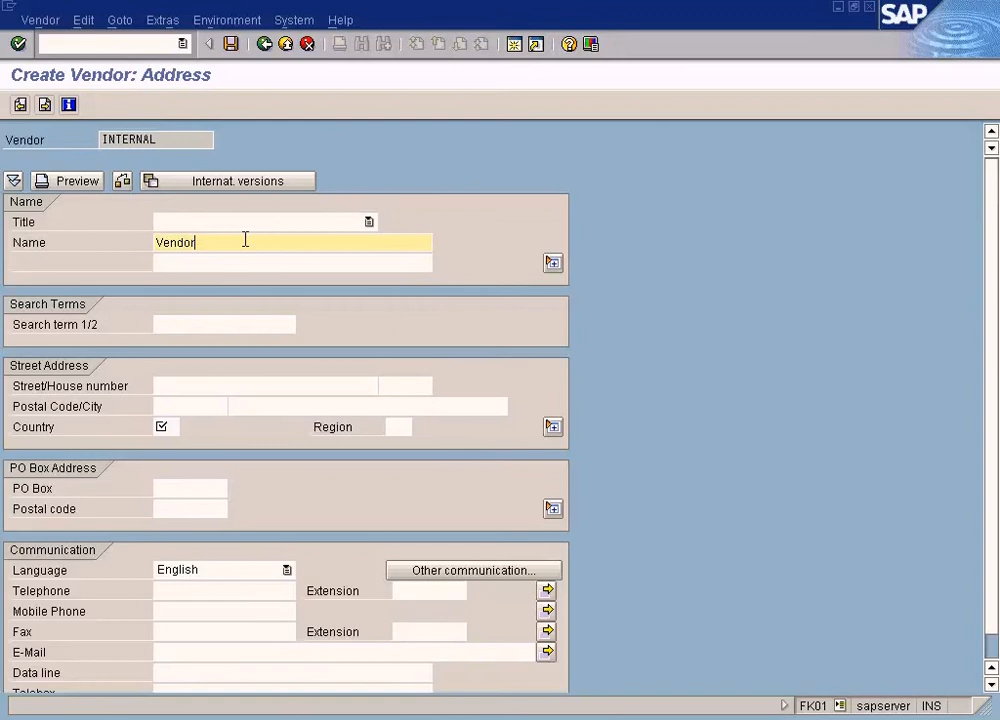 Vendor Edit Goto Extras Environment System Help
SAP
Create Vendor: Address
Vendor INTERNAL
Preview Internat. versions
Name
Title
Name Vendor
Search Terms
Search term 1/2
Street Address
Street/House number
Postal Code/City
Country Region
PO Box Address
PO Box
Postal code
Communication
Language English Other communication...
Telephone Extension
Mobile Phone
Fax Extension
E-Mail
Data line
Telebox
FK01 sapserver INS